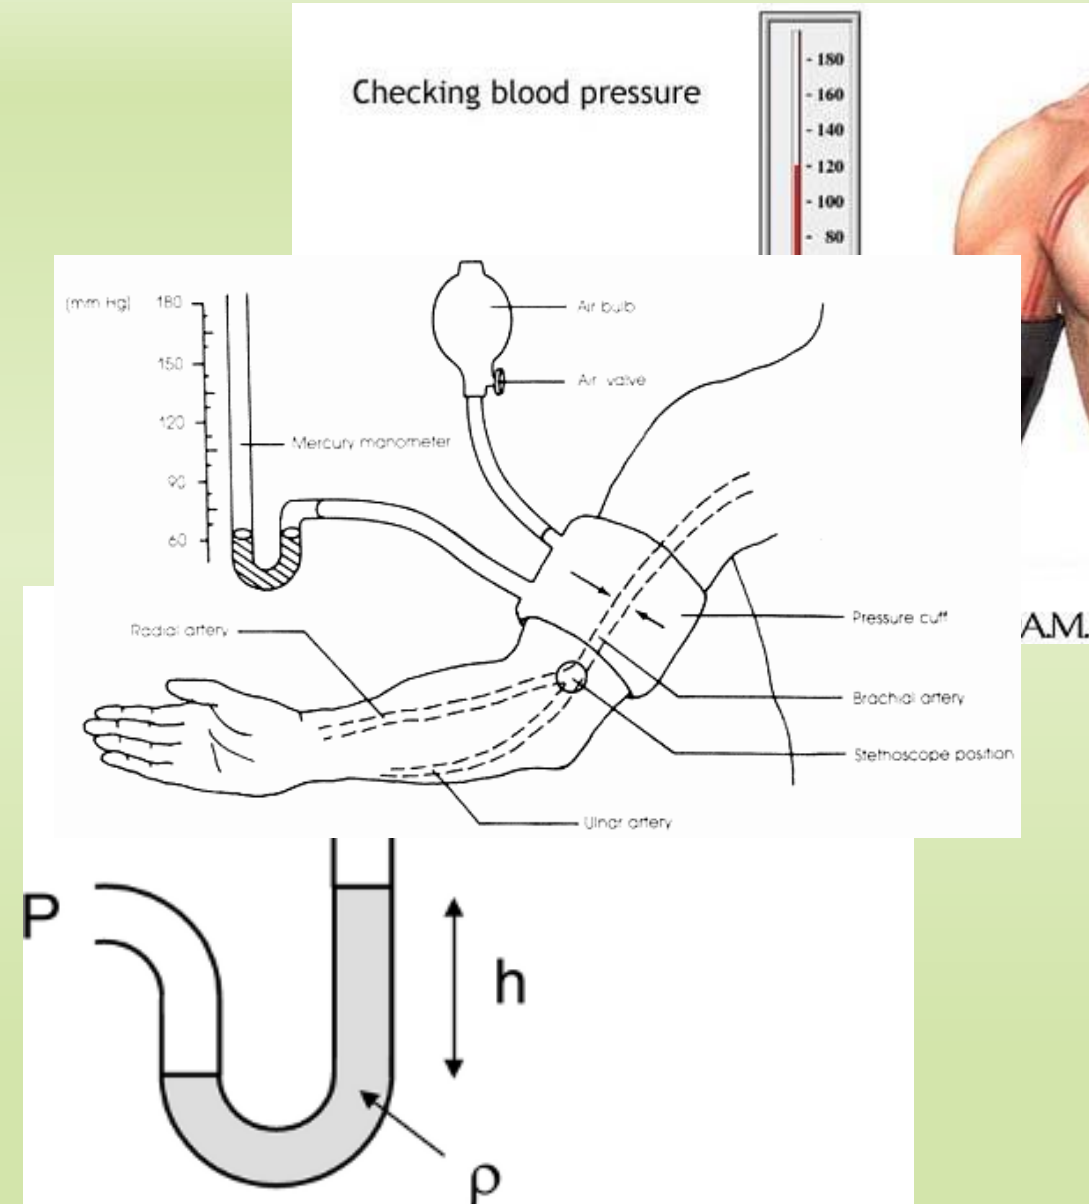 Checking blood pressure
- 180
- 160
- 140
- 120
- 100
- 80
A.M.
(mm Hg)
180
150
120
90
60
Air bulb
Air valve
Mercury manometer
Radial artery
Pressure cuff
Brachial artery
Stethoscope position
Ulnar artery
P
h
ρ